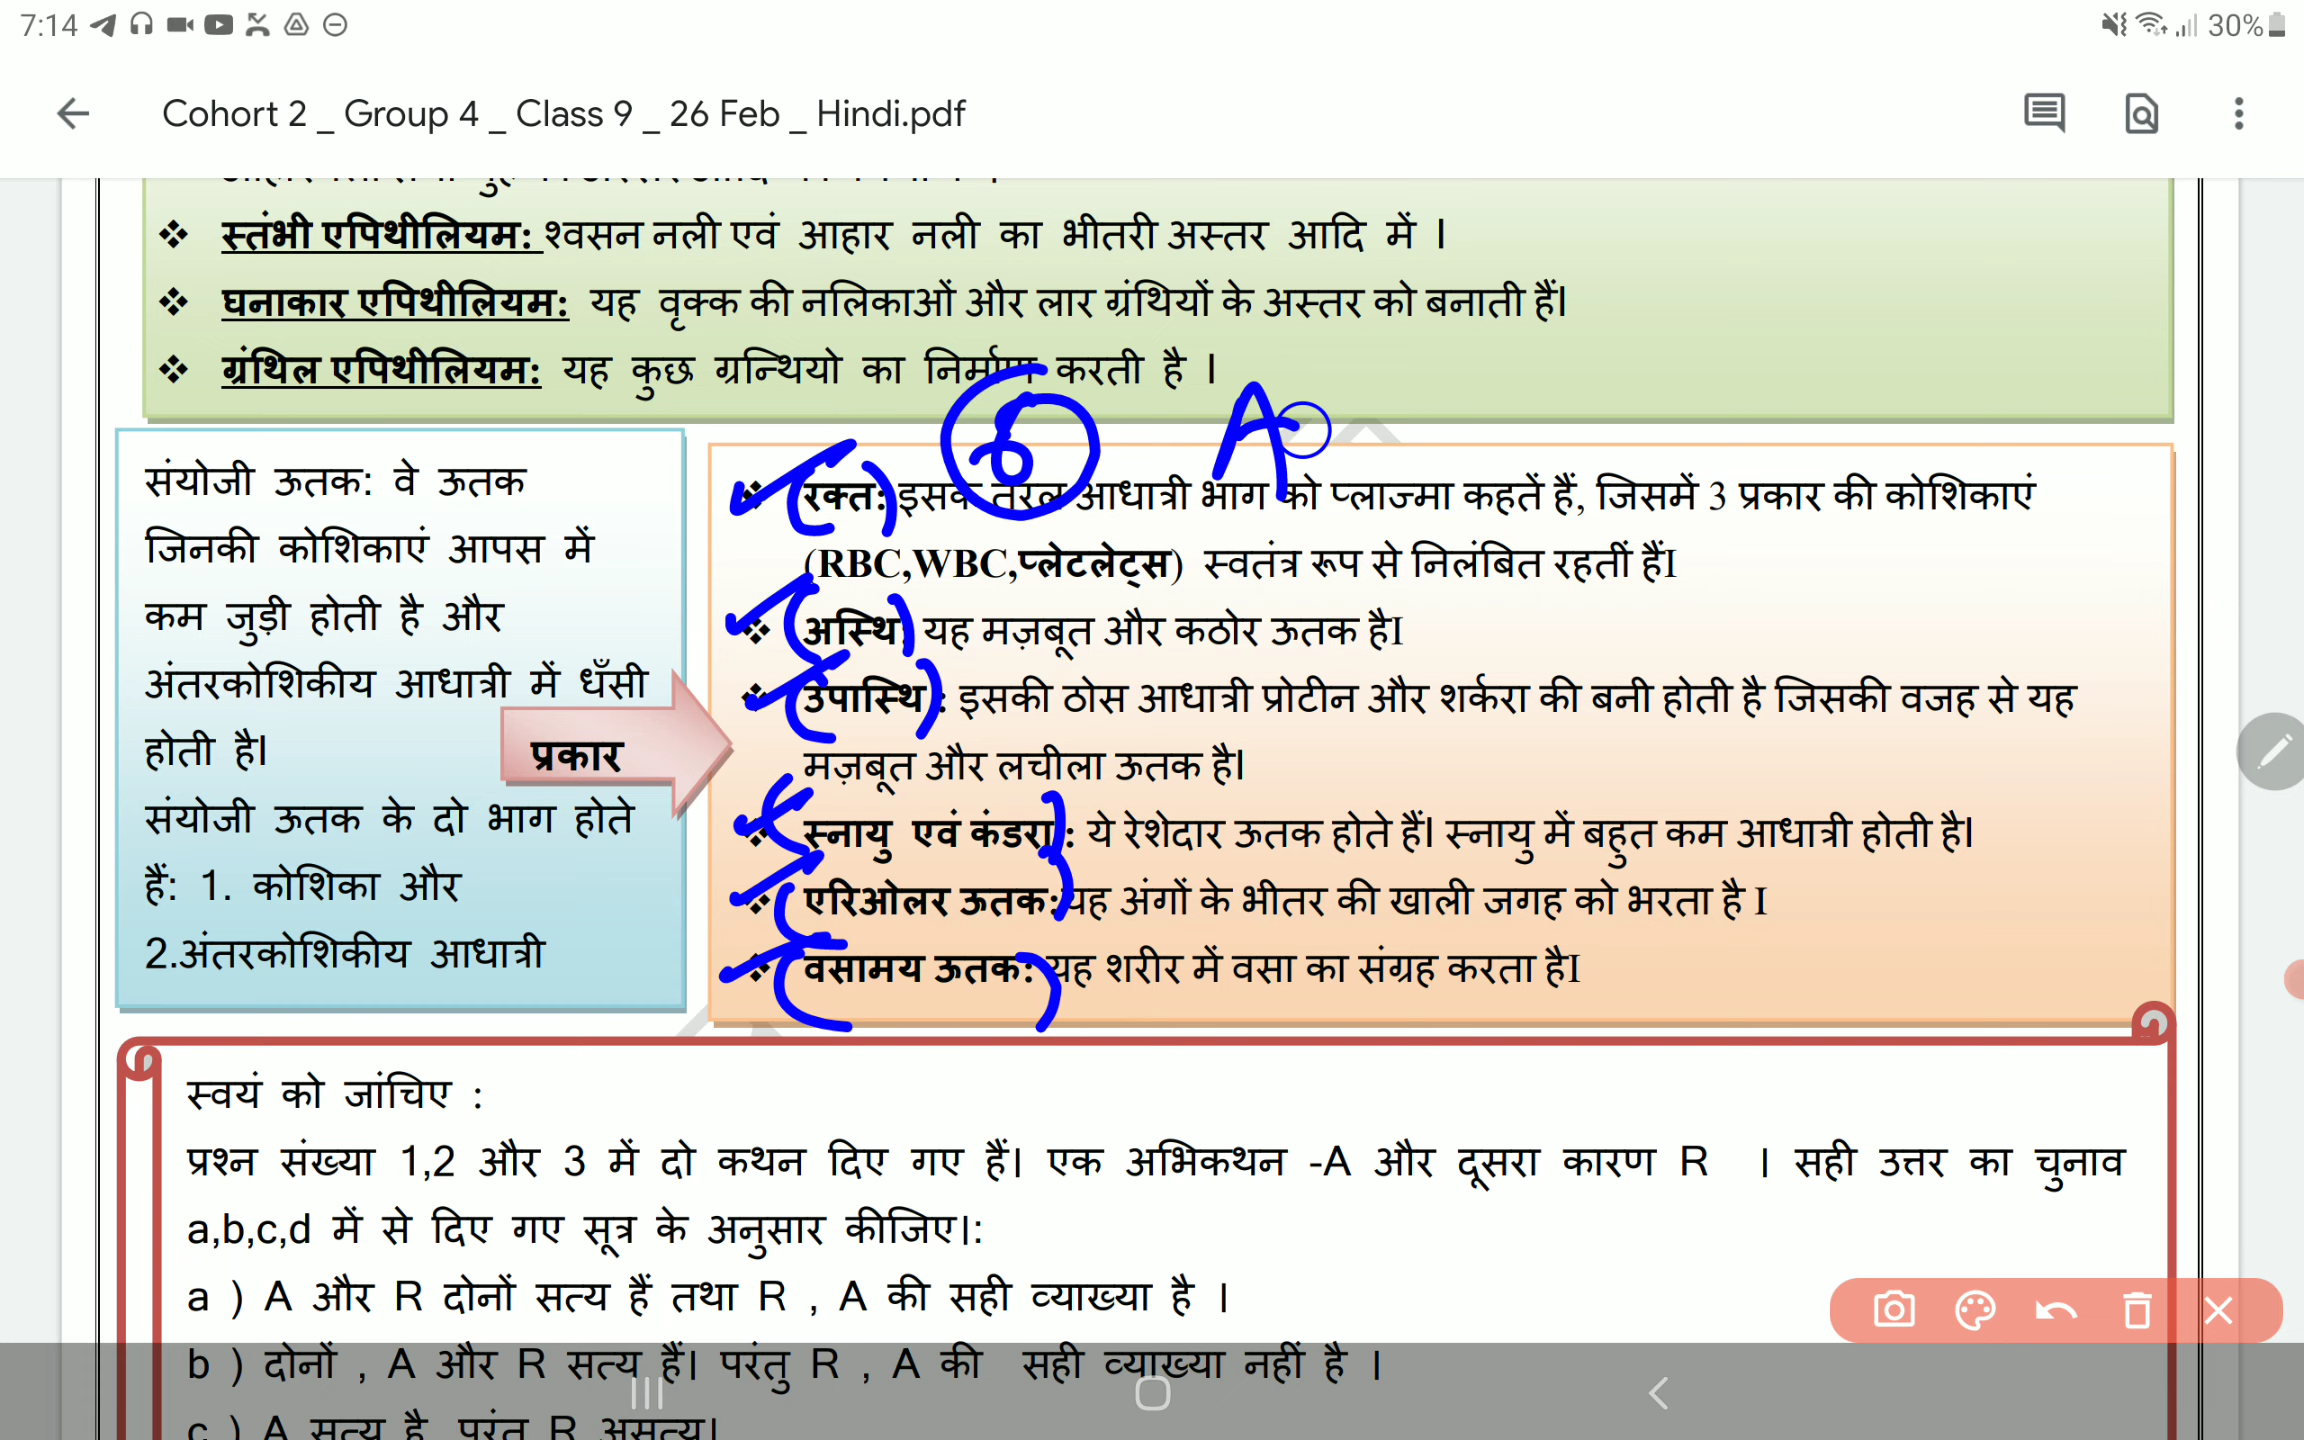 7:14
30%
Cohort 2 _ Group 4 _ Class 9 _ 26 Feb _ Hindi.pdf
❖ स्तंभी एपिथीलियम: श्वसन नली एवं आहार नली का भीतरी अस्तर आदि में ।
❖ घनाकार एपिथीलियम: यह वृक्क की नलिकाओं और लार ग्रंथियों के अस्तर को बनाती हैं।
❖ ग्रंथिल एपिथीलियम: यह कुछ ग्रन्थियो का निर्माण करती है ।
A
संयोजी ऊतक: वे ऊतक
जिनकी कोशिकाएं आपस में
कम जुड़ी होती है और
अंतरकोशिकीय आधात्री में धँसी
होती है।
संयोजी ऊतक के दो भाग होते
हैं: 1. कोशिका और
2.अंतरकोशिकीय आधात्री
प्रकार
❖ रक्त: इसके तरल आधात्री भाग को प्लाज्मा कहतें हैं, जिसमें 3 प्रकार की कोशिकाएं
(RBC,WBC,प्लेटलेट्स) स्वतंत्र रूप से निलंबित रहतीं हैंI
❖ अस्थि: यह मज़बूत और कठोर ऊतक हैI
❖ उपास्थि : इसकी ठोस आधात्री प्रोटीन और शर्करा की बनी होती है जिसकी वजह से यह
मज़बूत और लचीला ऊतक है।
❖ स्नायु एवं कंडरा : ये रेशेदार ऊतक होते हैं। स्नायु में बहुत कम आधात्री होती है।
❖ एरिओलर ऊतक:यह अंगों के भीतर की खाली जगह को भरता है I
❖ वसामय ऊतक: यह शरीर में वसा का संग्रह करता हैI
स्वयं को जांचिए :
प्रश्न संख्या 1,2 और 3 में दो कथन दिए गए हैं। एक अभिकथन -A और दूसरा कारण R । सही उत्तर का चुनाव
a,b,c,d में से दिए गए सूत्र के अनुसार कीजिए।:
a ) A और R दोनों सत्य हैं तथा R , A की सही व्याख्या है ।
b ) दोनों , A और R सत्य हैं। परंतु R , A की सही व्याख्या नहीं है ।
c ) A सत्य है परंतु R असत्य।